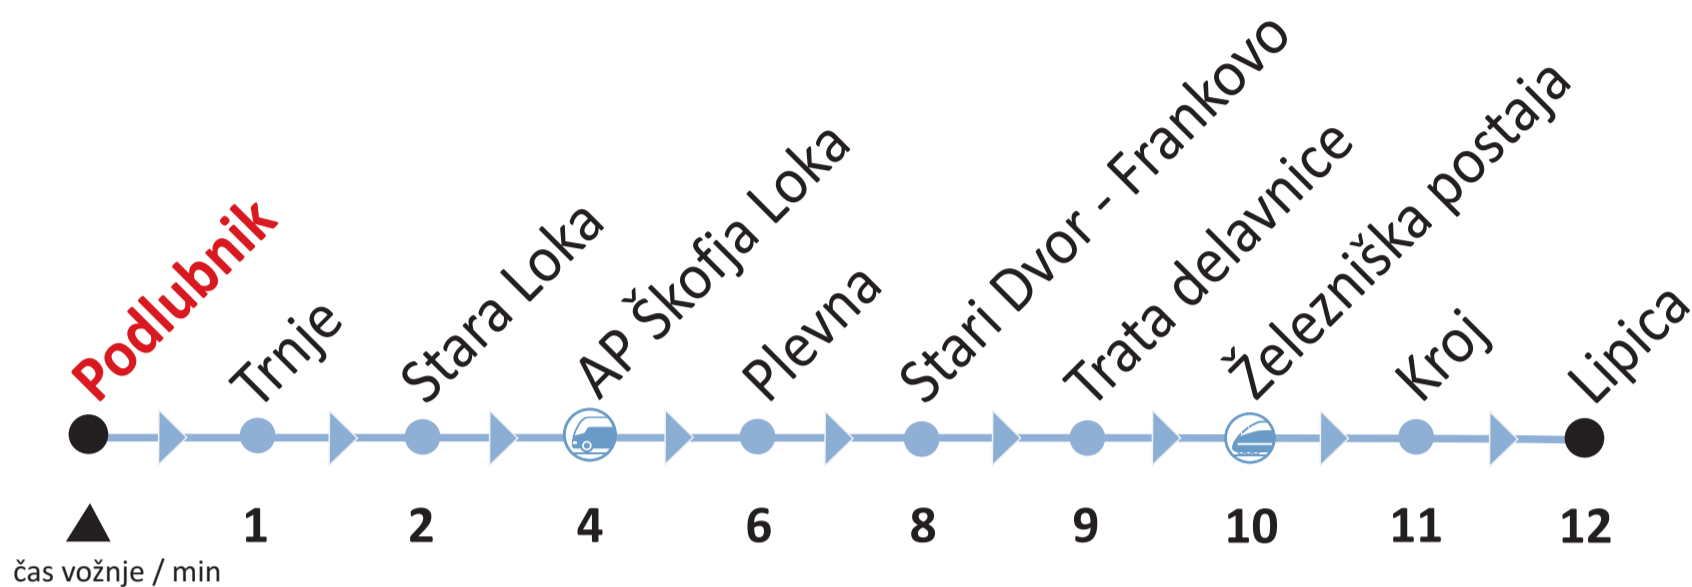 Podlubnik
Trnje
Stara Loka
AP Škofja Loka
Plevna
Stari Dvor - Frankovo
Trata delavnice
Železniška postaja
Kroj
Lipica
1 2 4 6 8 9 10 11 12
čas vožnje / min